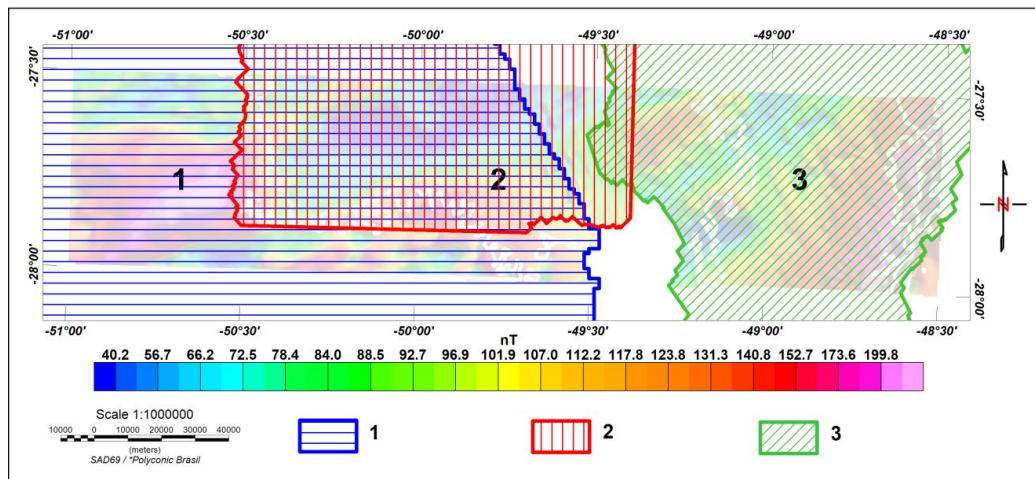 -51°00' -50°30' -50°00' -49°30' -49°00' -48°30'
-27°30' -27°30'
1 2 3
N
-28°00' -28°00'
-51°00' -50°30' -50°00' -49°30' -49°00' -48°30'
nT
40.2 56.7 66.2 72.5 78.4 84.0 88.5 92.7 96.9 101.9 107.0 112.2 117.8 123.8 131.3 140.8 152.7 173.6 199.8
Scale 1:1000000
10000 0 10000 20000 30000 40000
(meters)
SAD69 / *Polyconic Brasil
1 2 3